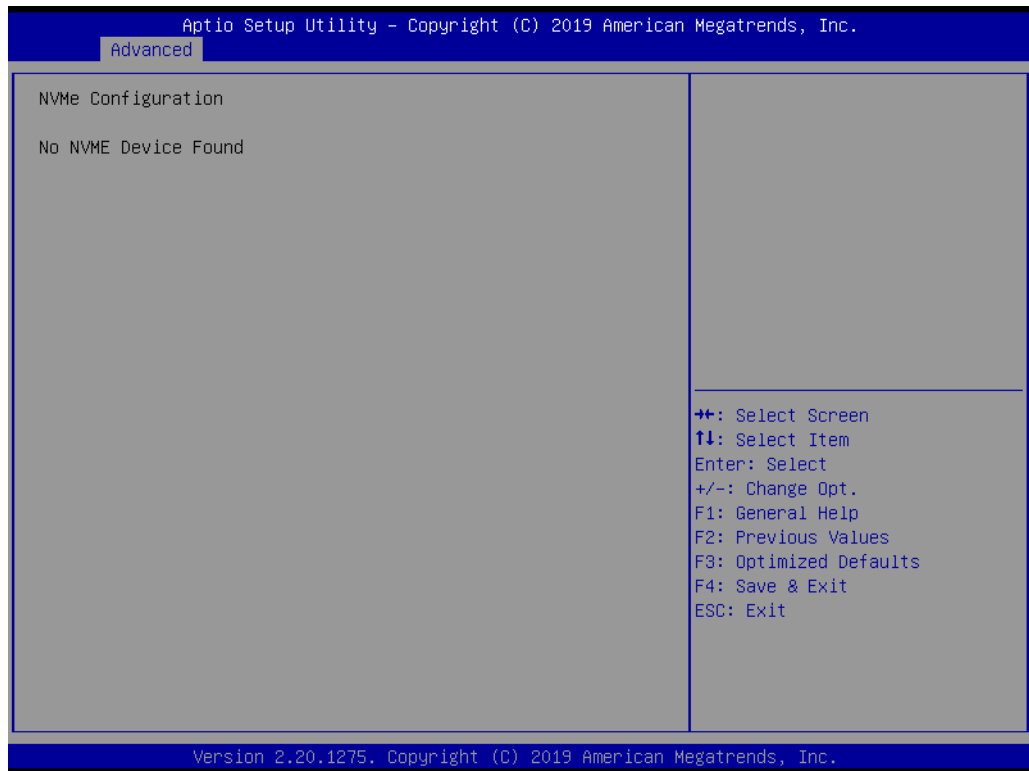 Aptio Setup Utility – Copyright (C) 2019 American Megatrends, Inc.
Advanced
NVMe Configuration
No NVME Device Found
→←: Select Screen
↑↓: Select Item
Enter: Select
+/-: Change Opt.
F1: General Help
F2: Previous Values
F3: Optimized Defaults
F4: Save & Exit
ESC: Exit
Version 2.20.1275. Copyright (C) 2019 American Megatrends, Inc.